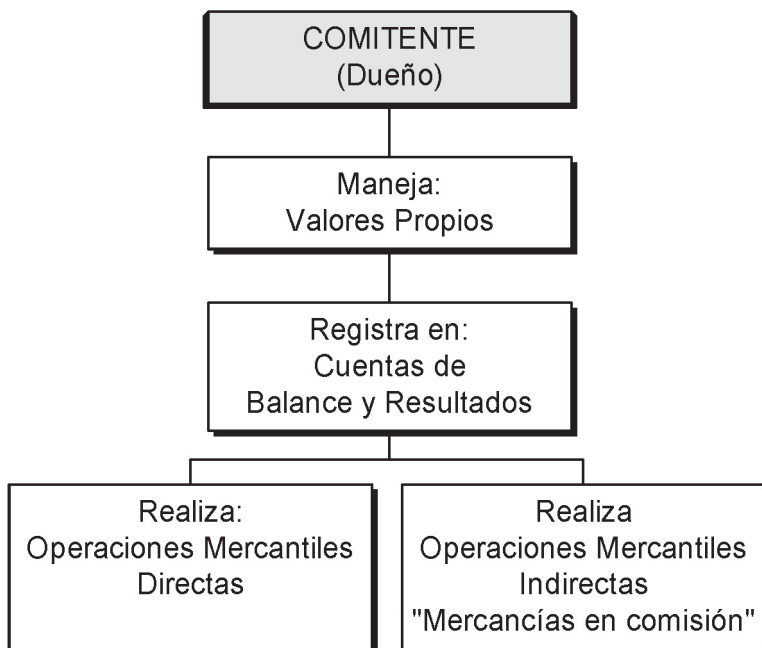 COMITENTE
(Dueño)
Maneja:
Valores Propios
Registra en:
Cuentas de
Balance y Resultados
Realiza:
Operaciones Mercantiles
Directas
Realiza
Operaciones Mercantiles
Indirectas
"Mercancías en comisión"